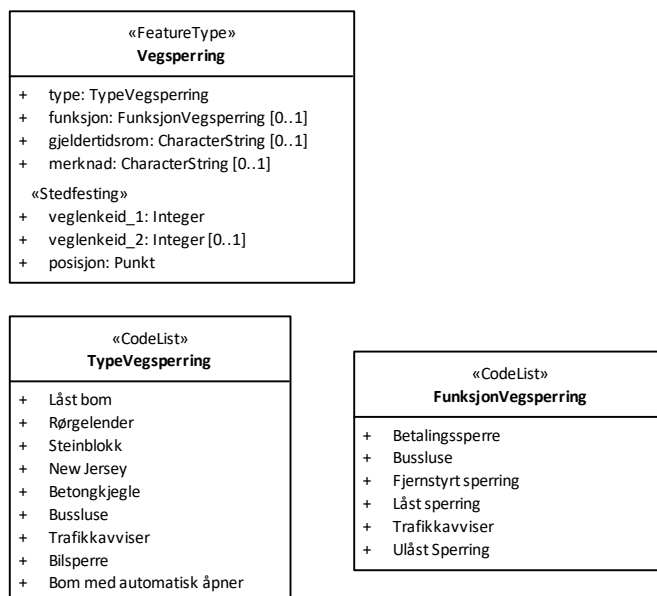 «FeatureType»
Vegsperring
+ type: TypeVegsperring
+ funksjon: FunksjonVegsperring [0..1]
+ gjeldertidsrom: CharacterString [0..1]
+ merknad: CharacterString [0..1]
«Stedfesting»
+ veglenkeid_1: Integer
+ veglenkeid_2: Integer [0..1]
+ posisjon: Punkt
«CodeList»
TypeVegsperring
+ Låst bom
+ Rørgelender
+ Steinblokk
+ New Jersey
+ Betongkjegle
+ Bussluse
+ Trafikkavviser
+ Bilsperre
+ Bom med automatisk åpner
«CodeList»
FunksjonVegsperring
+ Betalingssperre
+ Bussluse
+ Fjernstyrt sperring
+ Låst sperring
+ Trafikkavviser
+ Ulåst Sperring